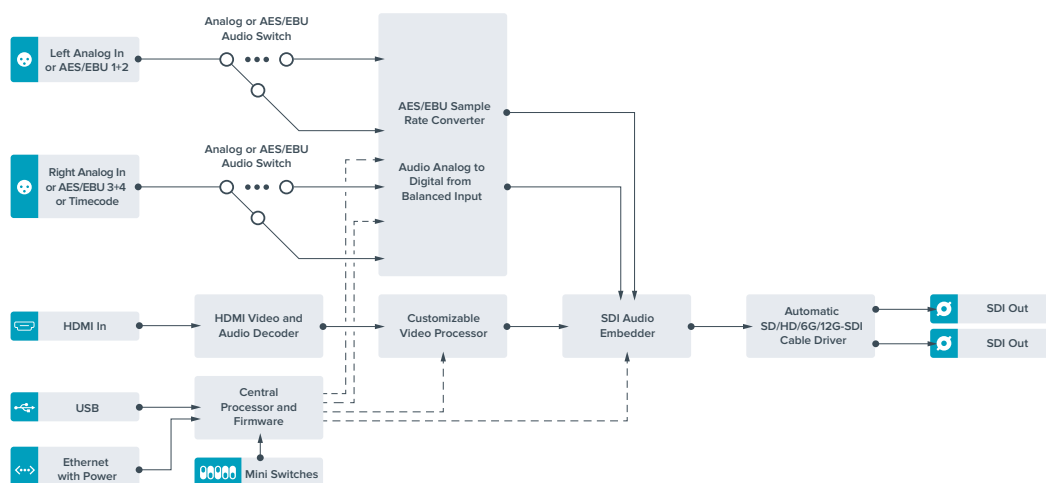 Analog or AES/EBU
Audio Switch
Left Analog In
or AES/EBU 1+2
AES/EBU Sample
Rate Converter
Analog or AES/EBU
Audio Switch
Right Analog In
or AES/EBU 3+4
or Timecode
Audio Analog to
Digital from
Balanced Input
HDMI In
HDMI Video and
Audio Decoder
Customizable
Video Processor
SDI Audio
Embedder
Automatic
SD/HD/6G/12G-SDI
Cable Driver
SDI Out
SDI Out
USB
Central
Processor and
Firmware
Ethernet
with Power
Mini Switches